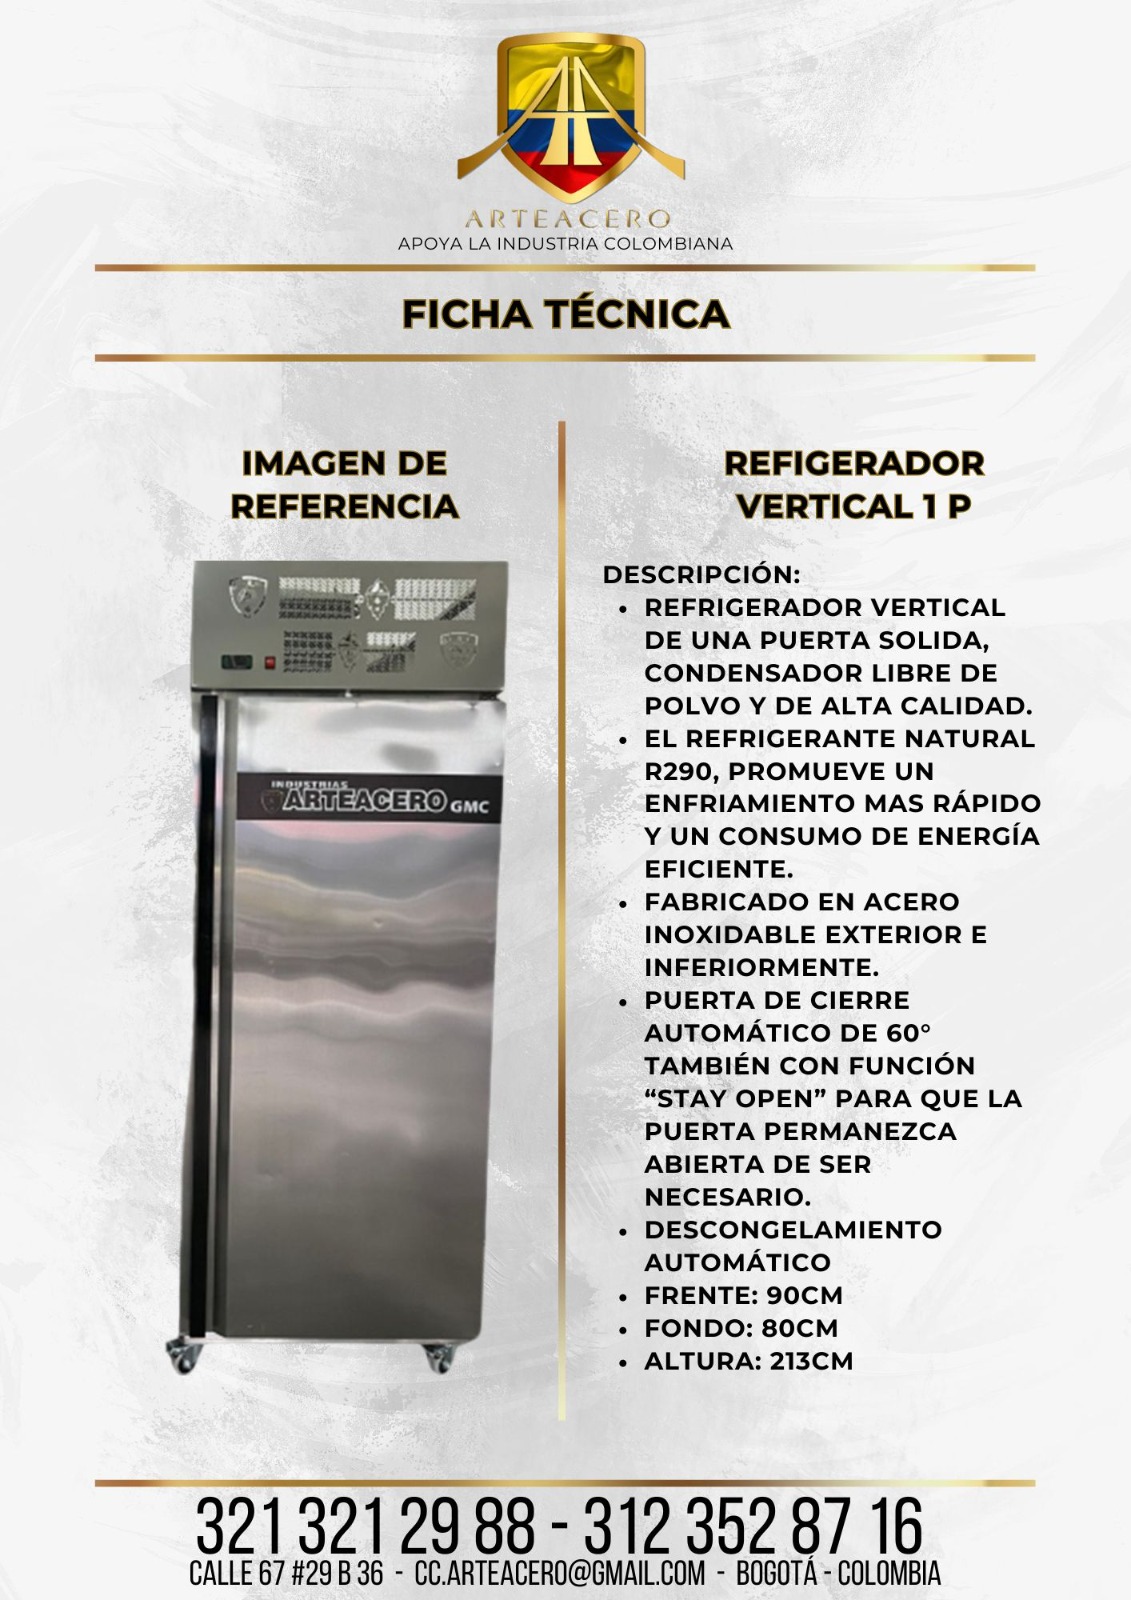 ARTEACERO
APOYA LA INDUSTRIA COLOMBIANA
FICHA TÉCNICA
IMAGEN DE
REFERENCIA
INDUSTRIAS
ARTEACERO GMC
REFIGERADOR
VERTICAL 1 P
DESCRIPCIÓN:
• REFRIGERADOR VERTICAL
DE UNA PUERTA SOLIDA,
CONDENSADOR LIBRE DE
POLVO Y DE ALTA CALIDAD.
• EL REFRIGERANTE NATURAL
R290, PROMUEVE UN
ENFRIAMIENTO MAS RÁPIDO
Y UN CONSUMO DE ENERGÍA
EFICIENTE.
• FABRICADO EN ACERO
INOXIDABLE EXTERIOR E
INFERIORMENTE.
• PUERTA DE CIERRE
AUTOMÁTICO DE 60°
TAMBIÉN CON FUNCIÓN
“STAY OPEN” PARA QUE LA
PUERTA PERMANEZCA
ABIERTA DE SER
NECESARIO.
• DESCONGELAMIENTO
AUTOMÁTICO
• FRENTE: 90CM
• FONDO: 80CM
• ALTURA: 213CM
321 321 29 88 - 312 352 87 16
CALLE 67 #29 B 36 - CC.ARTEACERO@GMAIL.COM - BOGOTÁ - COLOMBIA